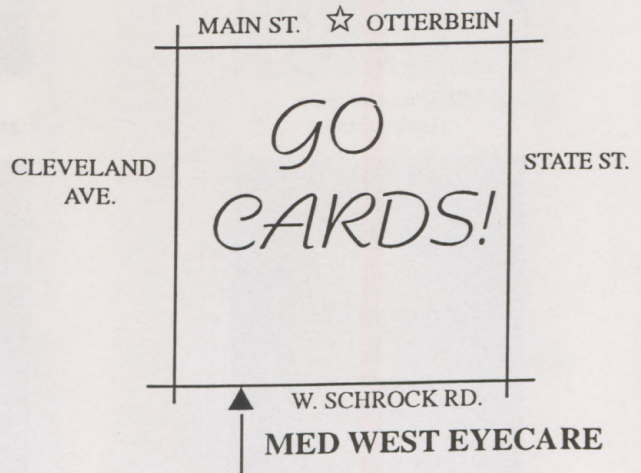 MAIN ST. ☆ OTTERBEIN
GO
CARDS!
CLEVELAND
AVE.
STATE ST.
W. SCHROCK RD.
MED WEST EYECARE